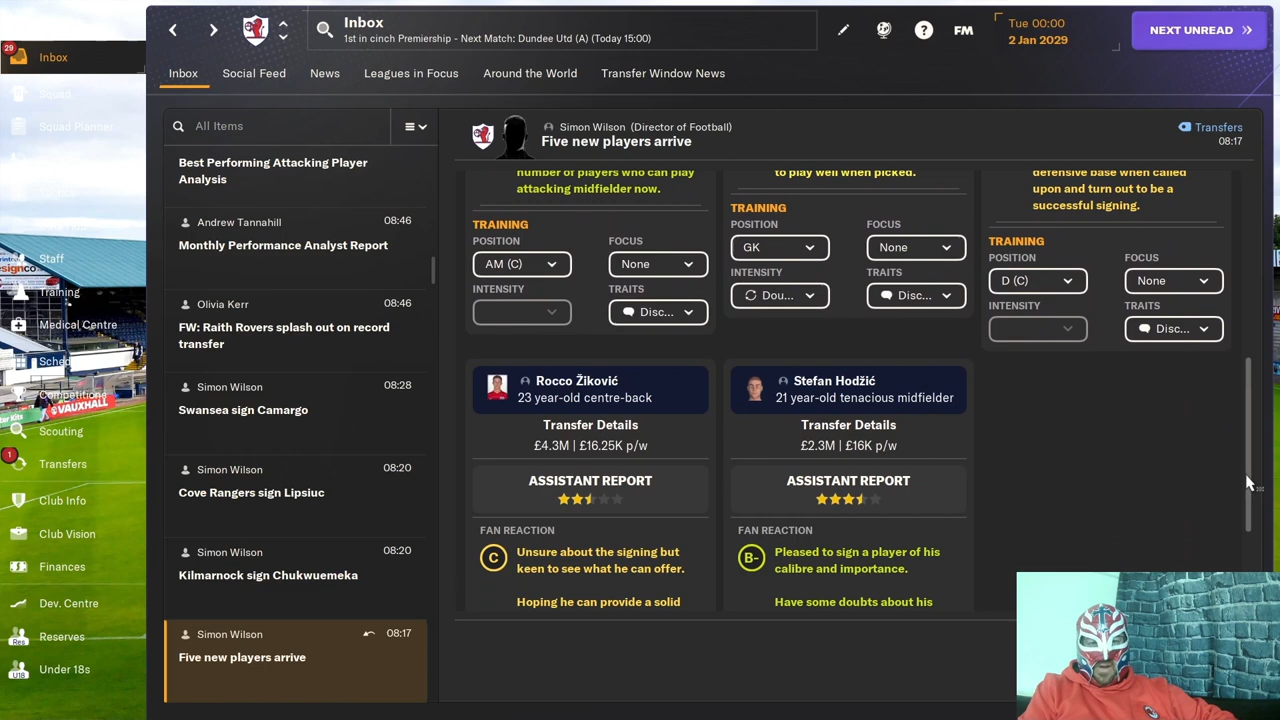 29
Inbox
Squad
Squad Planner
Staff
Training
Medical Centre
Sched
Competitions
Scouting
1
Transfers
Club Info
Club Vision
Finances
Dev. Centre
Res
Reserves
U18
Under 18s
VAUXHALL
Inbox
1st in cinch Premiership - Next Match: Dundee Utd (A) (Today 15:00)
?
FM
Tue 00:00
2 Jan 2029
NEXT UNREAD
Inbox
Social Feed
News
Leagues in Focus
Around the World
Transfer Window News
All Items
Best Performing Attacking Player
Analysis
Andrew Tannahill
08:46
Monthly Performance Analyst Report
Olivia Kerr
08:46
FW: Raith Rovers splash out on record
transfer
Simon Wilson
08:28
Swansea sign Camargo
Simon Wilson
08:20
Cove Rangers sign Lipsiuc
Simon Wilson
08:20
Kilmarnock sign Chukwuemeka
Simon Wilson
08:17
Five new players arrive
Simon Wilson (Director of Football)
Five new players arrive
Transfers
08:17
number of players who can play
attacking midfielder now.
TRAINING
POSITION
FOCUS
AM (C)
None
INTENSITY
TRAITS
Disc...
to play well when picked.
TRAINING
POSITION
FOCUS
GK
None
INTENSITY
TRAITS
Dou...
Disc...
defensive base when called
upon and turn out to be a
successful signing.
TRAINING
POSITION
FOCUS
D (C)
None
INTENSITY
TRAITS
Disc...
Rocco Žiković
23 year-old centre-back
Transfer Details
£4.3M | £16.25K p/w
ASSISTANT REPORT
FAN REACTION
C
Unsure about the signing but
keen to see what he can offer.
Hoping he can provide a solid
Stefan Hodžić
21 year-old tenacious midfielder
Transfer Details
£2.3M | £16K p/w
ASSISTANT REPORT
FAN REACTION
B-
Pleased to sign a player of his
calibre and importance.
Have some doubts about his